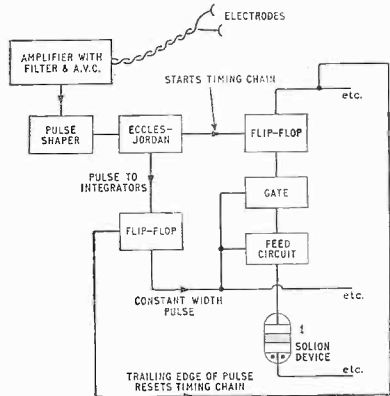 ELECTRODES
AMPLIFIER WITH
FILTER & A.V.C.
STARTS TIMING CHAIN
etc.
PULSE
SHAPER
ECCLES-
JORDAN
FLIP-FLOP
PULSE TO
INTEGRATORS
GATE
FLIP-FLOP
FEED
CIRCUIT
CONSTANT WIDTH
PULSE
etc.
1
SOLION
DEVICE
etc.
TRAILING EDGE OF PULSE
RESETS TIMING CHAIN